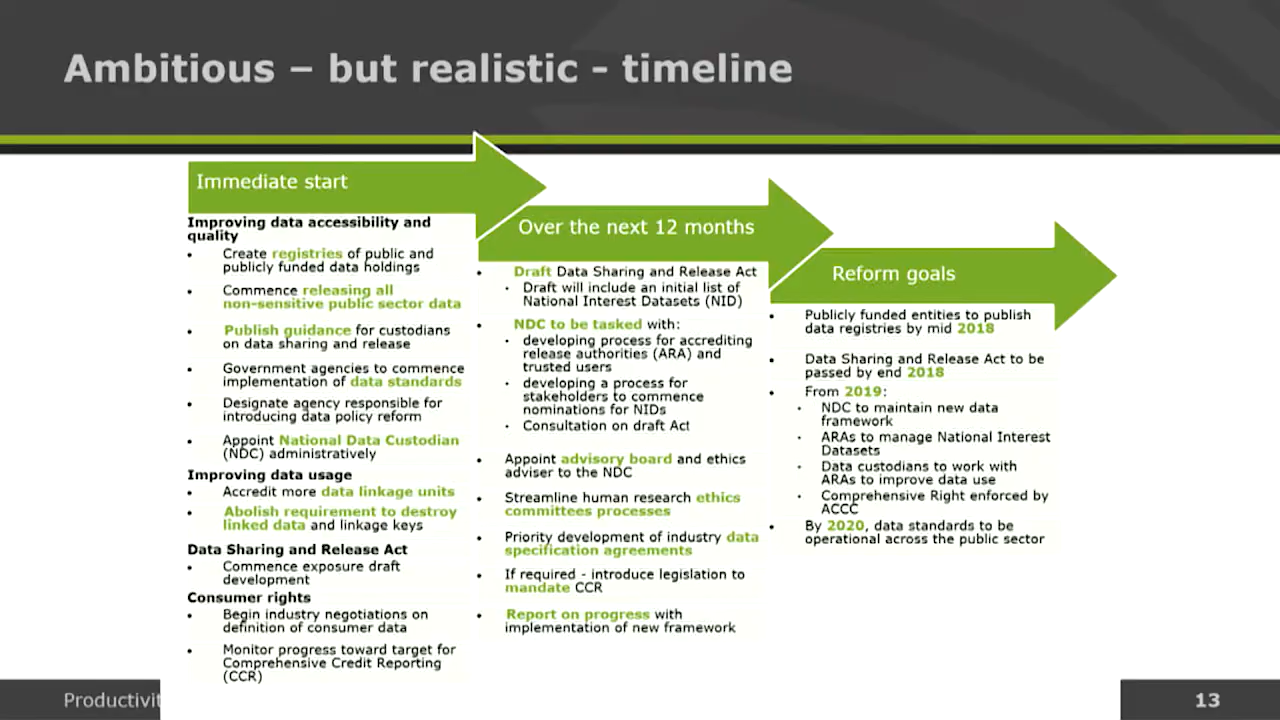 Ambitious – but realistic - timeline
Immediate start
Improving data accessibility and
quality
• Create registries of public and
publicly funded data holdings
• Commence releasing all
non-sensitive public sector data
• Publish guidance for custodians
on data sharing and release
• Government agencies to commence
implementation of data standards
• Designate agency responsible for
introducing data policy reform
• Appoint National Data Custodian
(NDC) administratively
Improving data usage
• Accredit more data linkage units
• Abolish requirement to destroy
linked data and linkage keys
Data Sharing and Release Act
• Commence exposure draft
development
Consumer rights
• Begin industry negotiations on
definition of consumer data
• Monitor progress toward target for
Comprehensive Credit Reporting
(CCR)
Over the next 12 months
• Draft Data Sharing and Release Act
• Draft will include an initial list of
National Interest Datasets (NID)
• NDC to be tasked with:
• developing process for accrediting
release authorities (ARA) and
trusted users
• developing a process for
stakeholders to commence
nominations for NIDs
• Consultation on draft Act
• Appoint advisory board and ethics
adviser to the NDC
• Streamline human research ethics
committees processes
• Priority development of industry data
specification agreements
• If required - introduce legislation to
mandate CCR
• Report on progress with
implementation of new framework
Reform goals
• Publicly funded entities to publish
data registries by mid 2018
• Data Sharing and Release Act to be
passed by end 2018
• From 2019:
• NDC to maintain new data
framework
• ARAs to manage National Interest
Datasets
• Data custodians to work with
ARAs to improve data use
• Comprehensive Right enforced by
ACCC
• By 2020, data standards to be
operational across the public sector
Productivit
13